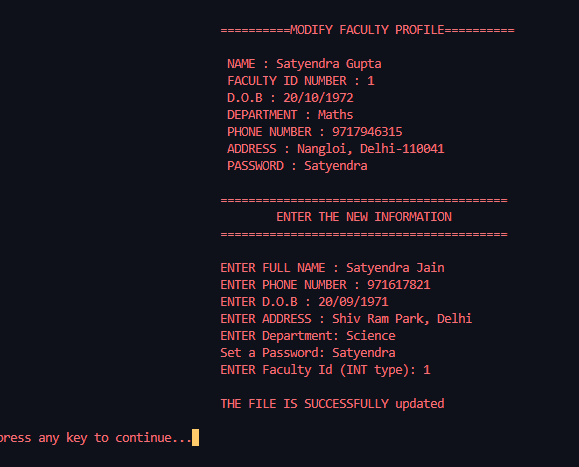 ==========MODIFY FACULTY PROFILE==========
NAME : Satyendra Gupta
FACULTY ID NUMBER : 1
D.O.B : 20/10/1972
DEPARTMENT : Maths
PHONE NUMBER : 9717946315
ADDRESS : Nangloi, Delhi-110041
PASSWORD : Satyendra
=========================================
ENTER THE NEW INFORMATION
=========================================
ENTER FULL NAME : Satyendra Jain
ENTER PHONE NUMBER : 971617821
ENTER D.O.B : 20/09/1971
ENTER ADDRESS : Shiv Ram Park, Delhi
ENTER Department: Science
Set a Password: Satyendra
ENTER Faculty Id (INT type): 1
THE FILE IS SUCCESSFULLY updated
press any key to continue...